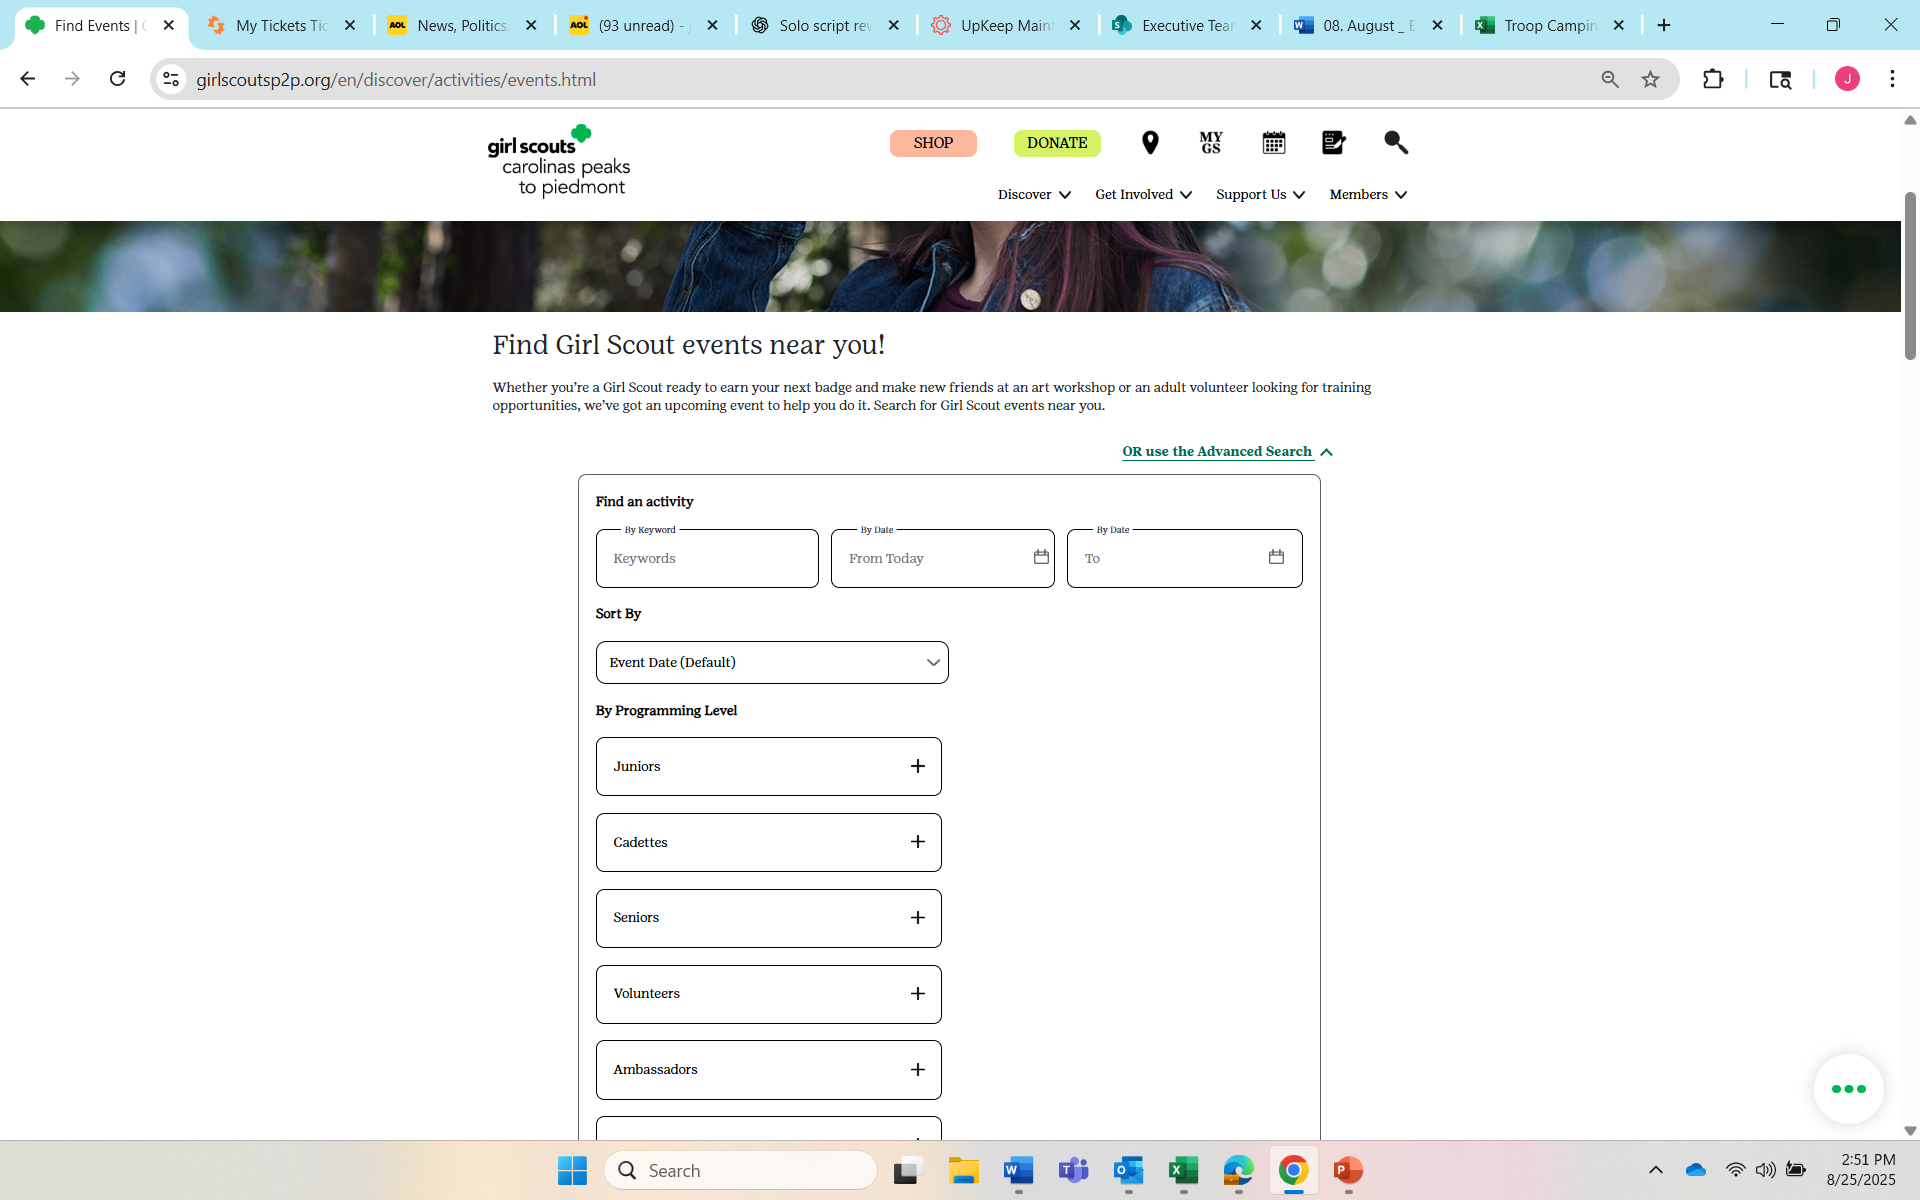 Find Events | C
My Tickets Tic
News, Politics,
(93 unread) - j
Solo script rew
UpKeep Maint
Executive Tear
08. August _ E
Troop Campin
girlscoutsp2p.org/en/discover/activities/events.html
J
girl scouts
carolinas peaks
to piedmont
SHOP
DONATE
MY
GS
Discover
Get Involved
Support Us
Members
Find Girl Scout events near you!
Whether you're a Girl Scout ready to earn your next badge and make new friends at an art workshop or an adult volunteer looking for training
opportunities, we've got an upcoming event to help you do it. Search for Girl Scout events near you.
OR use the Advanced Search
Find an activity
By Keyword
Keywords
By Date
From Today
By Date
To
Sort By
Event Date (Default)
By Programming Level
Juniors
Cadettes
Seniors
Volunteers
Ambassadors
Search
2:51 PM
8/25/2025